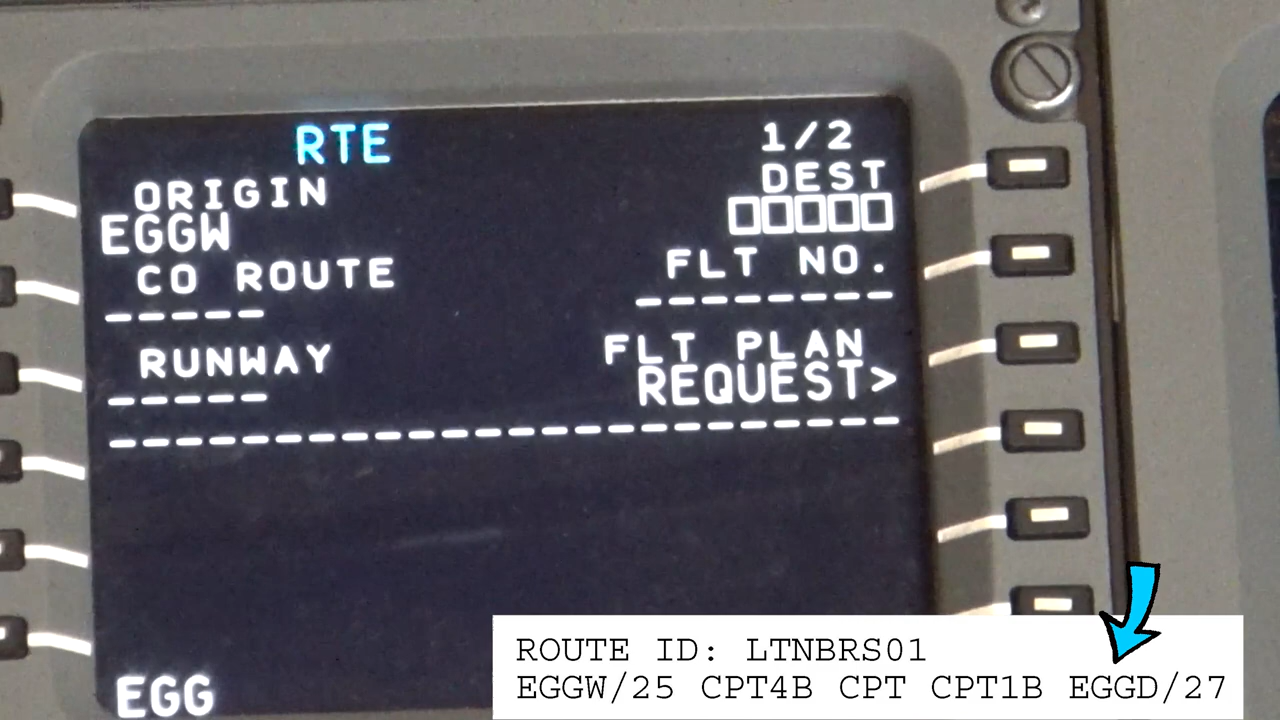 RTE 1/2
ORIGIN DEST
EGGW □□□□□
CO ROUTE FLT NO.
----- --------
RUNWAY FLT PLAN
----- REQUEST>
------------------------
EGG
ROUTE ID: LTNBRS01
EGGW/25 CPT4B CPT CPT1B EGGD/27